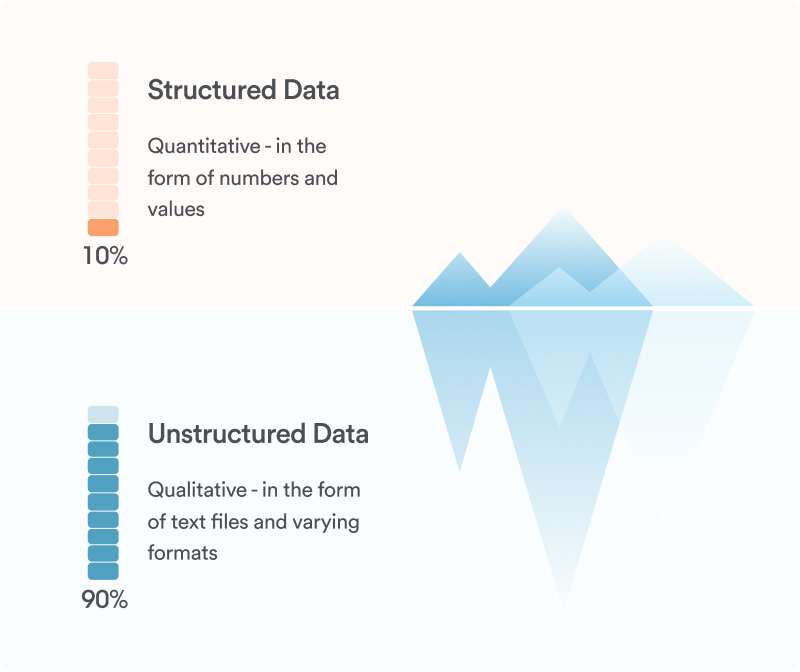 Structured Data
Quantitative - in the
form of numbers and
values
10%
Unstructured Data
Qualitative - in the form
of text files and varying
formats
90%